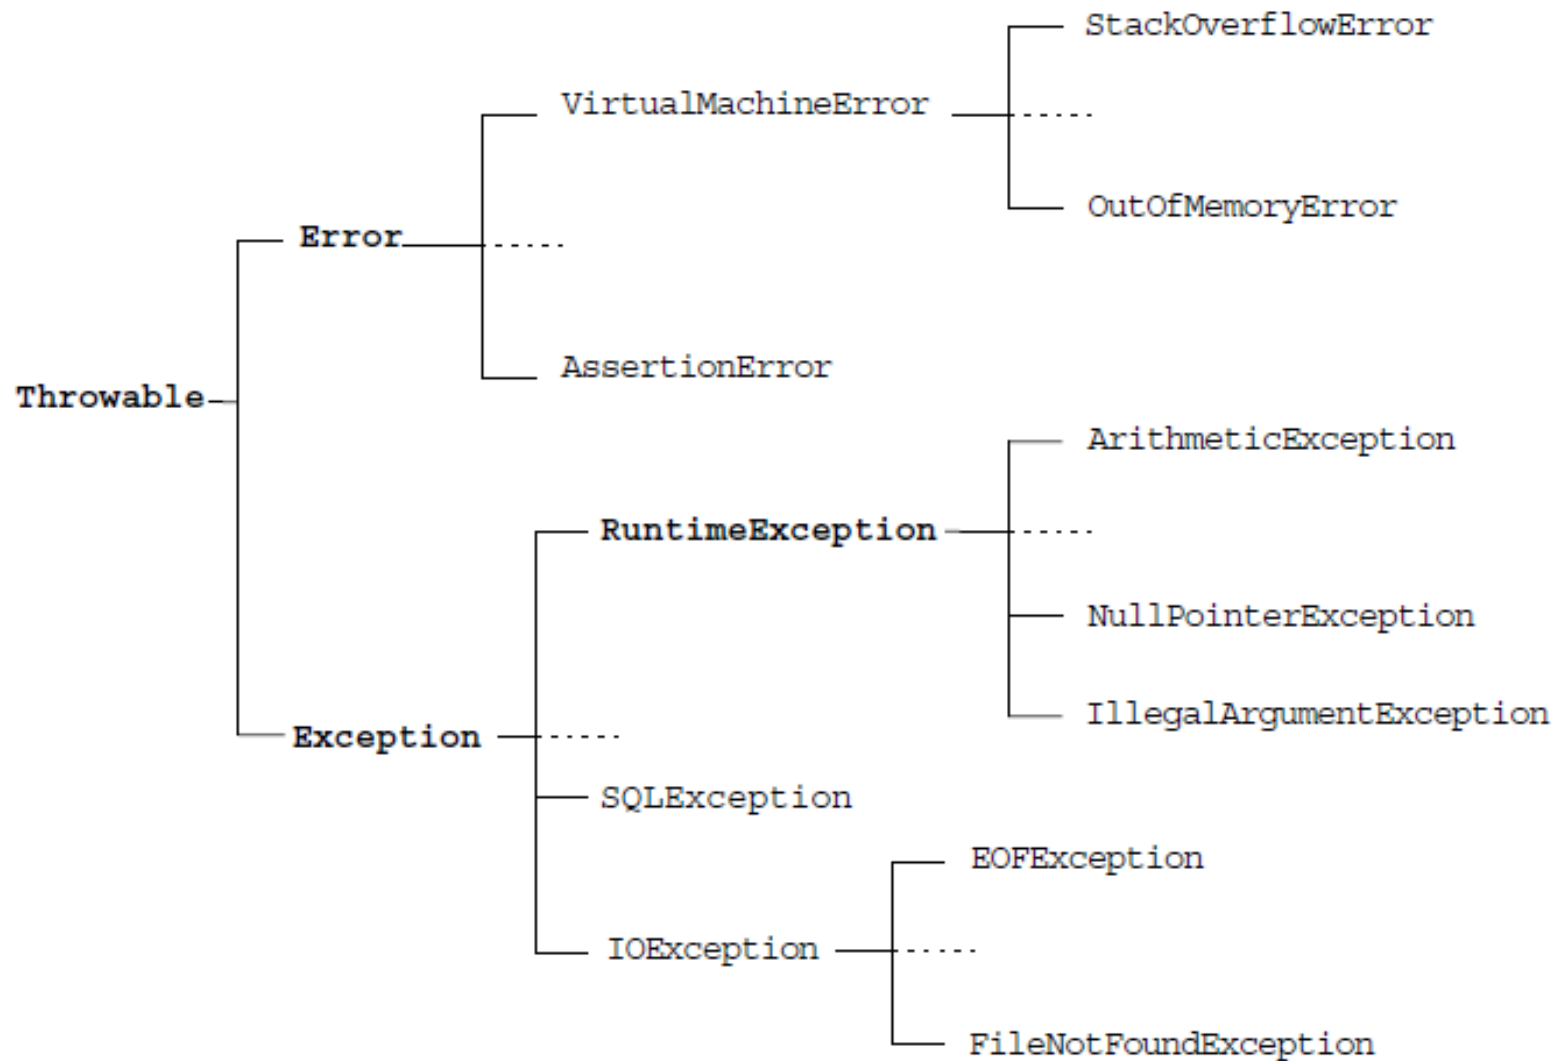 StackOverflowError
VirtualMachineError
OutOfMemoryError
Error
AssertionError
Throwable
ArithmeticException
RuntimeException
NullPointerException
IllegalArgumentException
Exception
SQLException
EOFException
IOException
FileNotFoundException